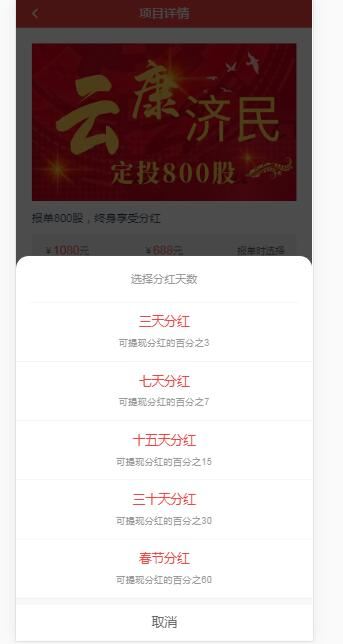 项目详情
云康济民
定投800股
报单800股，终身享受分红
¥1080元 ¥688元 报单时选择
选择分红天数
三天分红
可提现分红的百分之3
七天分红
可提现分红的百分之7
十五天分红
可提现分红的百分之15
三十天分红
可提现分红的百分之30
春节分红
可提现分红的百分之60
取消